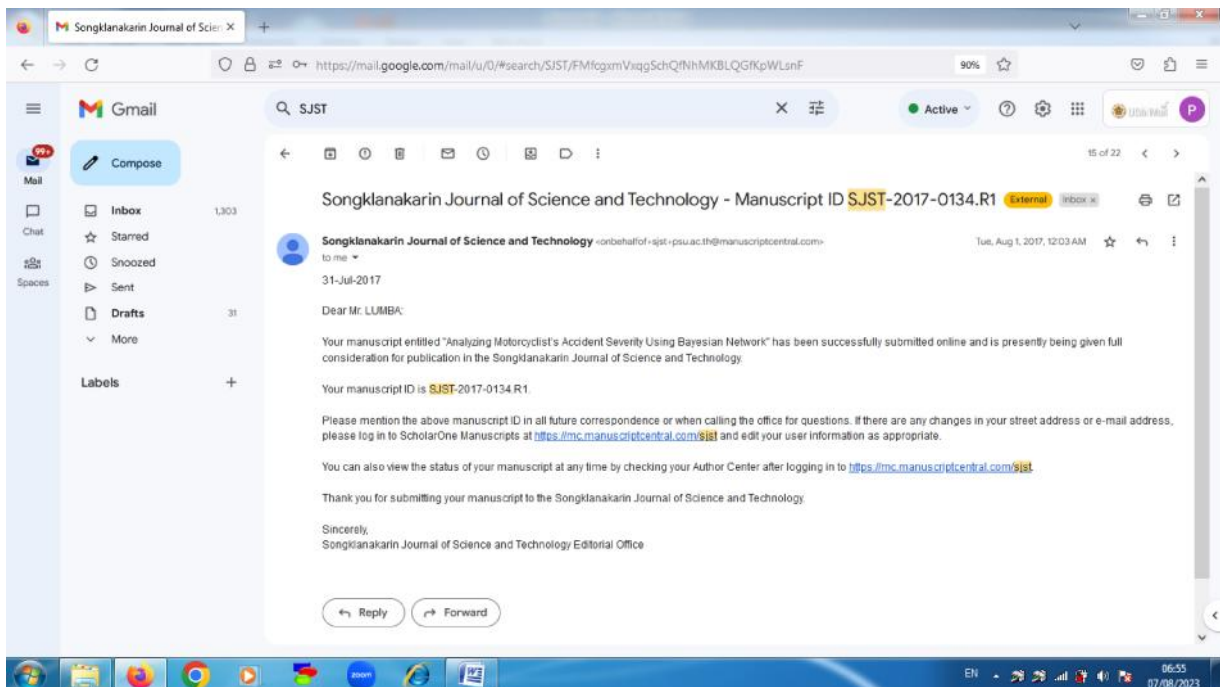 Songklanakarin Journal of Scien
https://mail.google.com/mail/u/0/#search/SJST/FMfcgxmVxqgSchQfNhMKBLQGfKpWLsnF
90%
Gmail
SJST
Active
P
99+
Mail
Compose
15 of 22
Chat
Spaces
Inbox 1,303
Starred
Snoozed
Sent
Drafts 31
More
Labels
Songklanakarin Journal of Science and Technology - Manuscript ID SJST-2017-0134.R1 External Inbox x
Songklanakarin Journal of Science and Technology <onbehalfof+sjst+psu.ac.th@manuscriptcentral.com> Tue, Aug 1, 2017, 12:03 AM
to me
31-Jul-2017
Dear Mr. LUMBA:
Your manuscript entitled "Analyzing Motorcyclist's Accident Severity Using Bayesian Network" has been successfully submitted online and is presently being given full
consideration for publication in the Songklanakarin Journal of Science and Technology.
Your manuscript ID is SJST-2017-0134.R1.
Please mention the above manuscript ID in all future correspondence or when calling the office for questions. If there are any changes in your street address or e-mail address,
please log in to ScholarOne Manuscripts at https://mc.manuscriptcentral.com/sjst and edit your user information as appropriate.
You can also view the status of your manuscript at any time by checking your Author Center after logging in to https://mc.manuscriptcentral.com/sjst.
Thank you for submitting your manuscript to the Songklanakarin Journal of Science and Technology.
Sincerely,
Songklanakarin Journal of Science and Technology Editorial Office
Reply
Forward
zoom
EN
06:55
07/08/2023